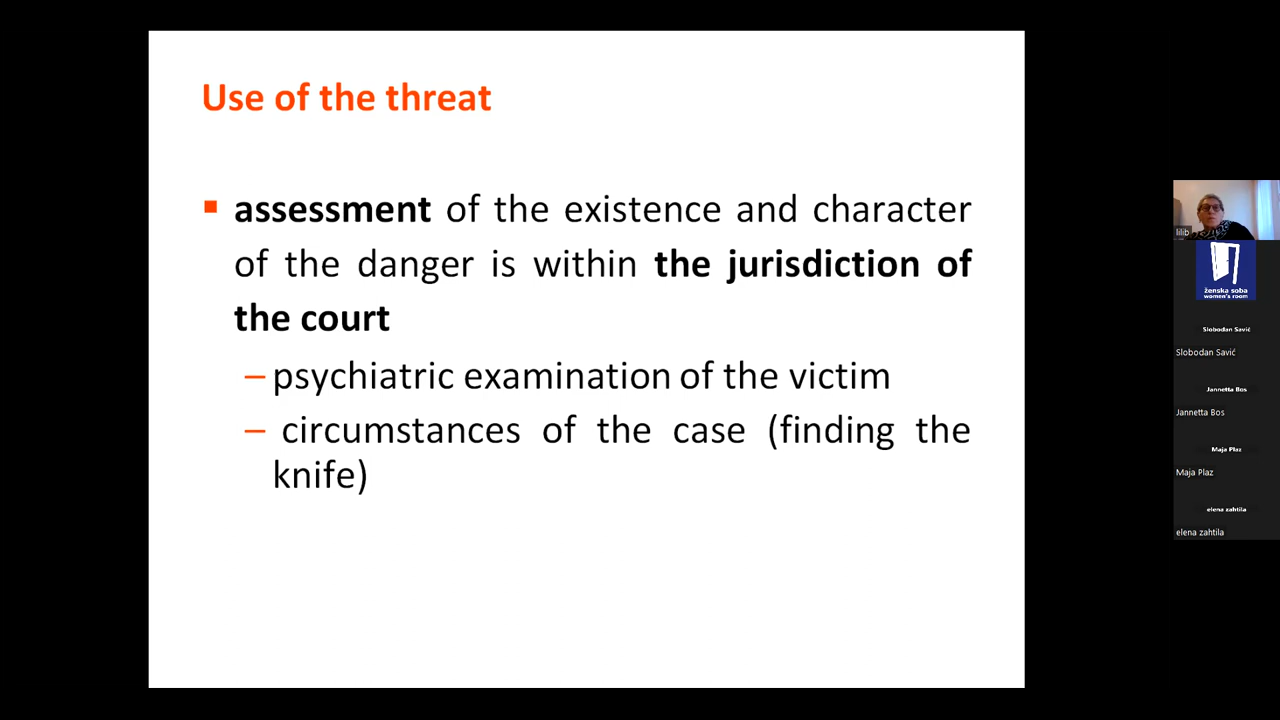 Use of the threat
assessment of the existence and character
of the danger is within the jurisdiction of
the court
–psychiatric examination of the victim
– circumstances of the case (finding the
knife)
lilib
ženska soba
women's room
Slobodan Savić
Slobodan Savić
Jannetta Bos
Jannetta Bos
Maja Plaz
Maja Plaz
elena zahtila
elena zahtila